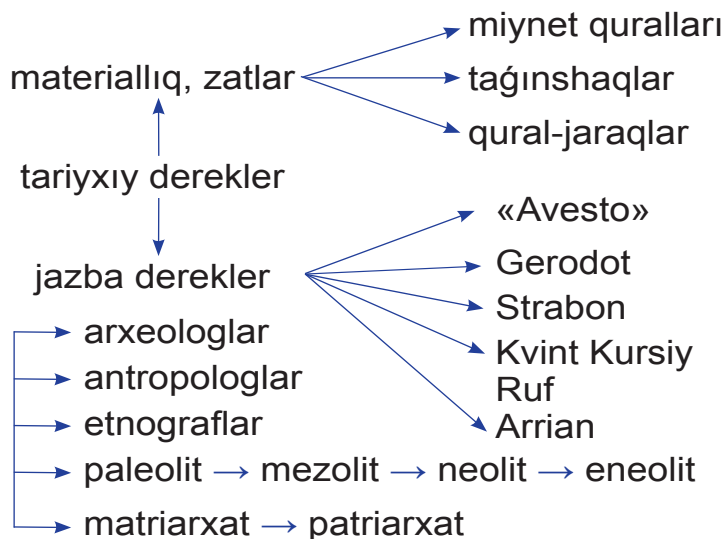 miynet quralları
materiallıq, zatlar
taǵınshaqlar
qural-jaraqlar
tariyxıy derekler
«Avesto»
jazba derekler
Gerodot
Strabon
Kvint Kursiy
Ruf
Arrian
arxeologlar
antropologlar
etnograflar
paleolit → mezolit → neolit → eneolit
matriarxat → patriarxat